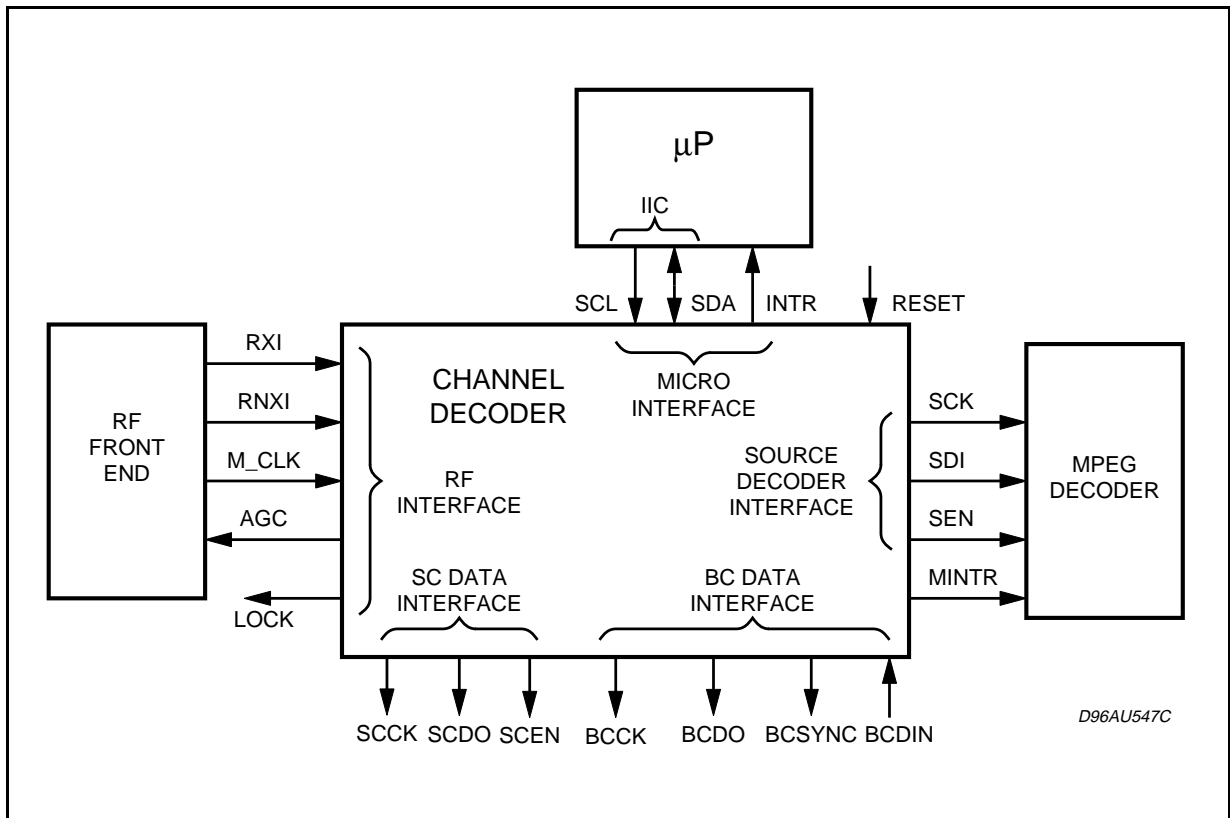 µP
IIC
SCL
SDA
INTR
RESET
RF
FRONT
END
RXI
RNXI
M_CLK
AGC
LOCK
CHANNEL
DECODER
MICRO
INTERFACE
RF
INTERFACE
SOURCE
DECODER
INTERFACE
SC DATA
INTERFACE
BC DATA
INTERFACE
SCK
SDI
SEN
MINTR
MPEG
DECODER
SCCK
SCDO
SCEN
BCCK
BCDO
BCSYNC
BCDIN
D96AU547C